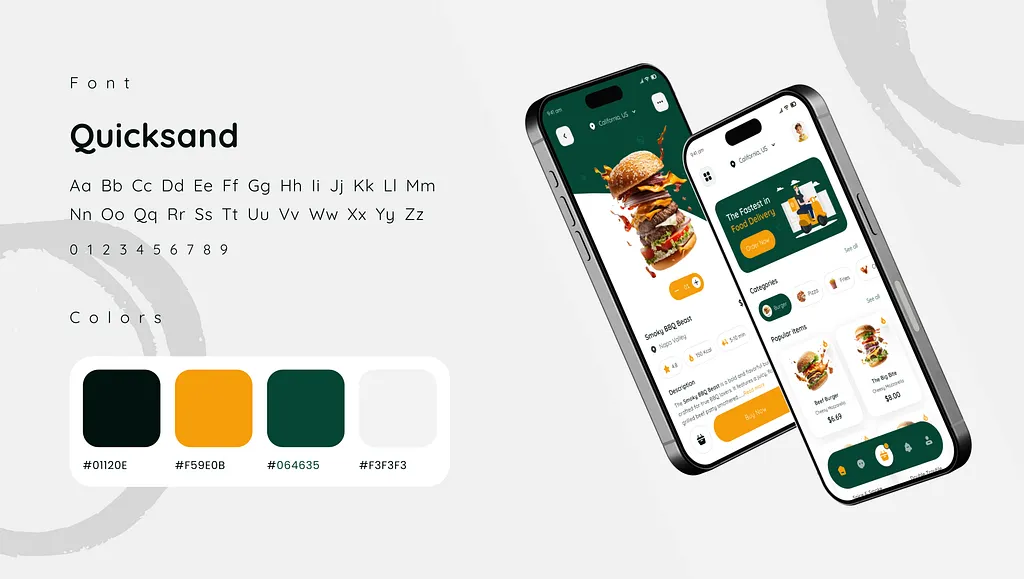 Font
Quicksand
Aa Bb Cc Dd Ee Ff Gg Hh Ii Jj Kk Ll Mm
Nn Oo Qq Rr Ss Tt Uu Vv Ww Xx Yy Zz
0 1 2 3 4 5 6 7 8 9
Colors
#01120E
#F59E0B
#064635
#F3F3F3
9:41 am
California, US
Smoky BBQ Beast
Napa Valley
4.8
150 kcal
5-10 min
Description
The Smoky BBQ Beast is a bold and flavorful
crafted for true BBQ lovers. It features a juicy,
grilled beef patty smothered.....Read more
Buy Now
9:41 am
California, US
The Fastest in
Food Delivery
Order Now
See all
Categories
Burger
Pizza
Fries
See all
Popular Items
Beef Burger
Cheesy Mozzarella
$6.69
The Big Bite
Cheesy Mozzarella
$8.00